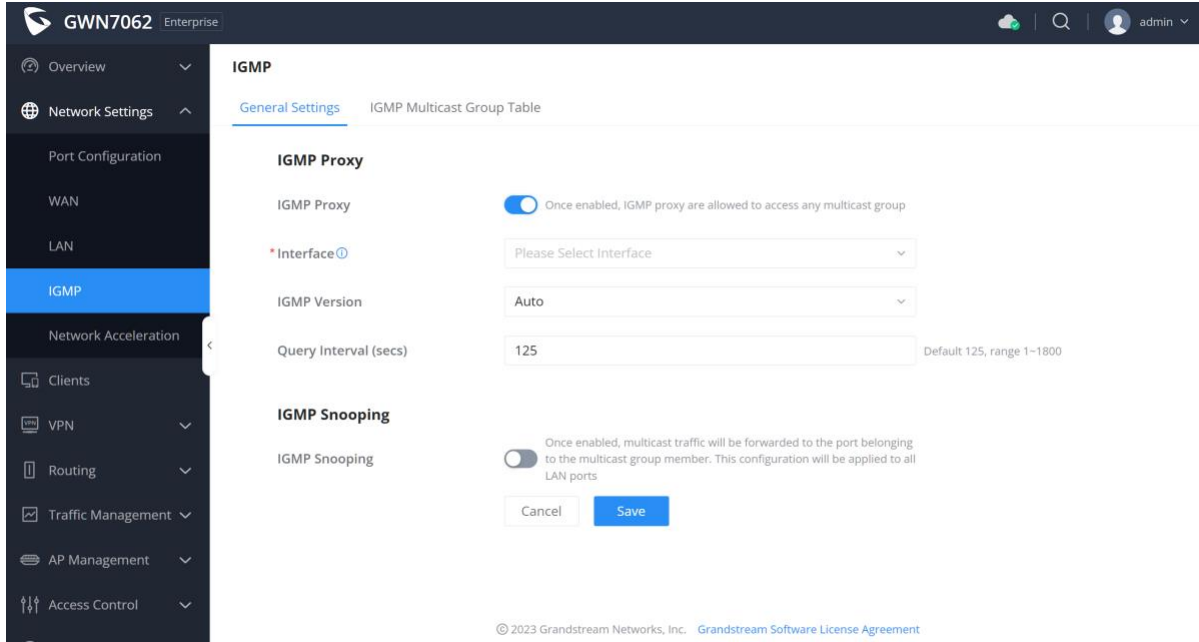 GWN7062 Enterprise
admin
Overview
Network Settings
Port Configuration
WAN
LAN
IGMP
Network Acceleration
Clients
VPN
VPN
Routing
Traffic Management
AP Management
Access Control
IGMP
General Settings IGMP Multicast Group Table
IGMP Proxy
IGMP Proxy Once enabled, IGMP proxy are allowed to access any multicast group
*Interface Please Select Interface
IGMP Version Auto
Query Interval (secs) 125 Default 125, range 1~1800
IGMP Snooping
IGMP Snooping
Once enabled, multicast traffic will be forwarded to the port belonging
to the multicast group member. This configuration will be applied to all
LAN ports
Cancel Save
© 2023 Grandstream Networks, Inc. Grandstream Software License Agreement